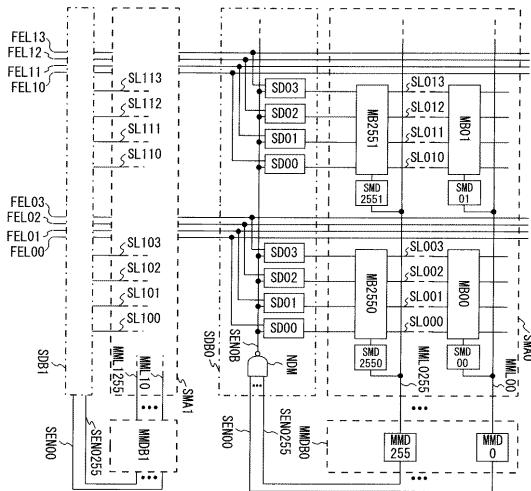 FEL13
FEL12
FEL11
FEL10
SL113
SL112
SL111
SL110
SD03
SD02
SD01
SD00
MB2551
SL013
SL012
SL011
SL010
MB01
SMD
2551
SMD
01
FEL03
FEL02
FEL01
FEL00
SL103
SL102
SL101
SL100
SD03
SD02
SD01
SD00
MB2550
SL003
SL002
SL001
SL000
MB00
SMD
2550
SMD
00
SDB1
MML1255
MML10
SMA1
SDB0
SEN0B
NDM
MML0255
MML00
SMA0
SEN00
SEN0255
MMDB1
SEN00
SEN0255
MMDB0
MMD
255
MMD
0